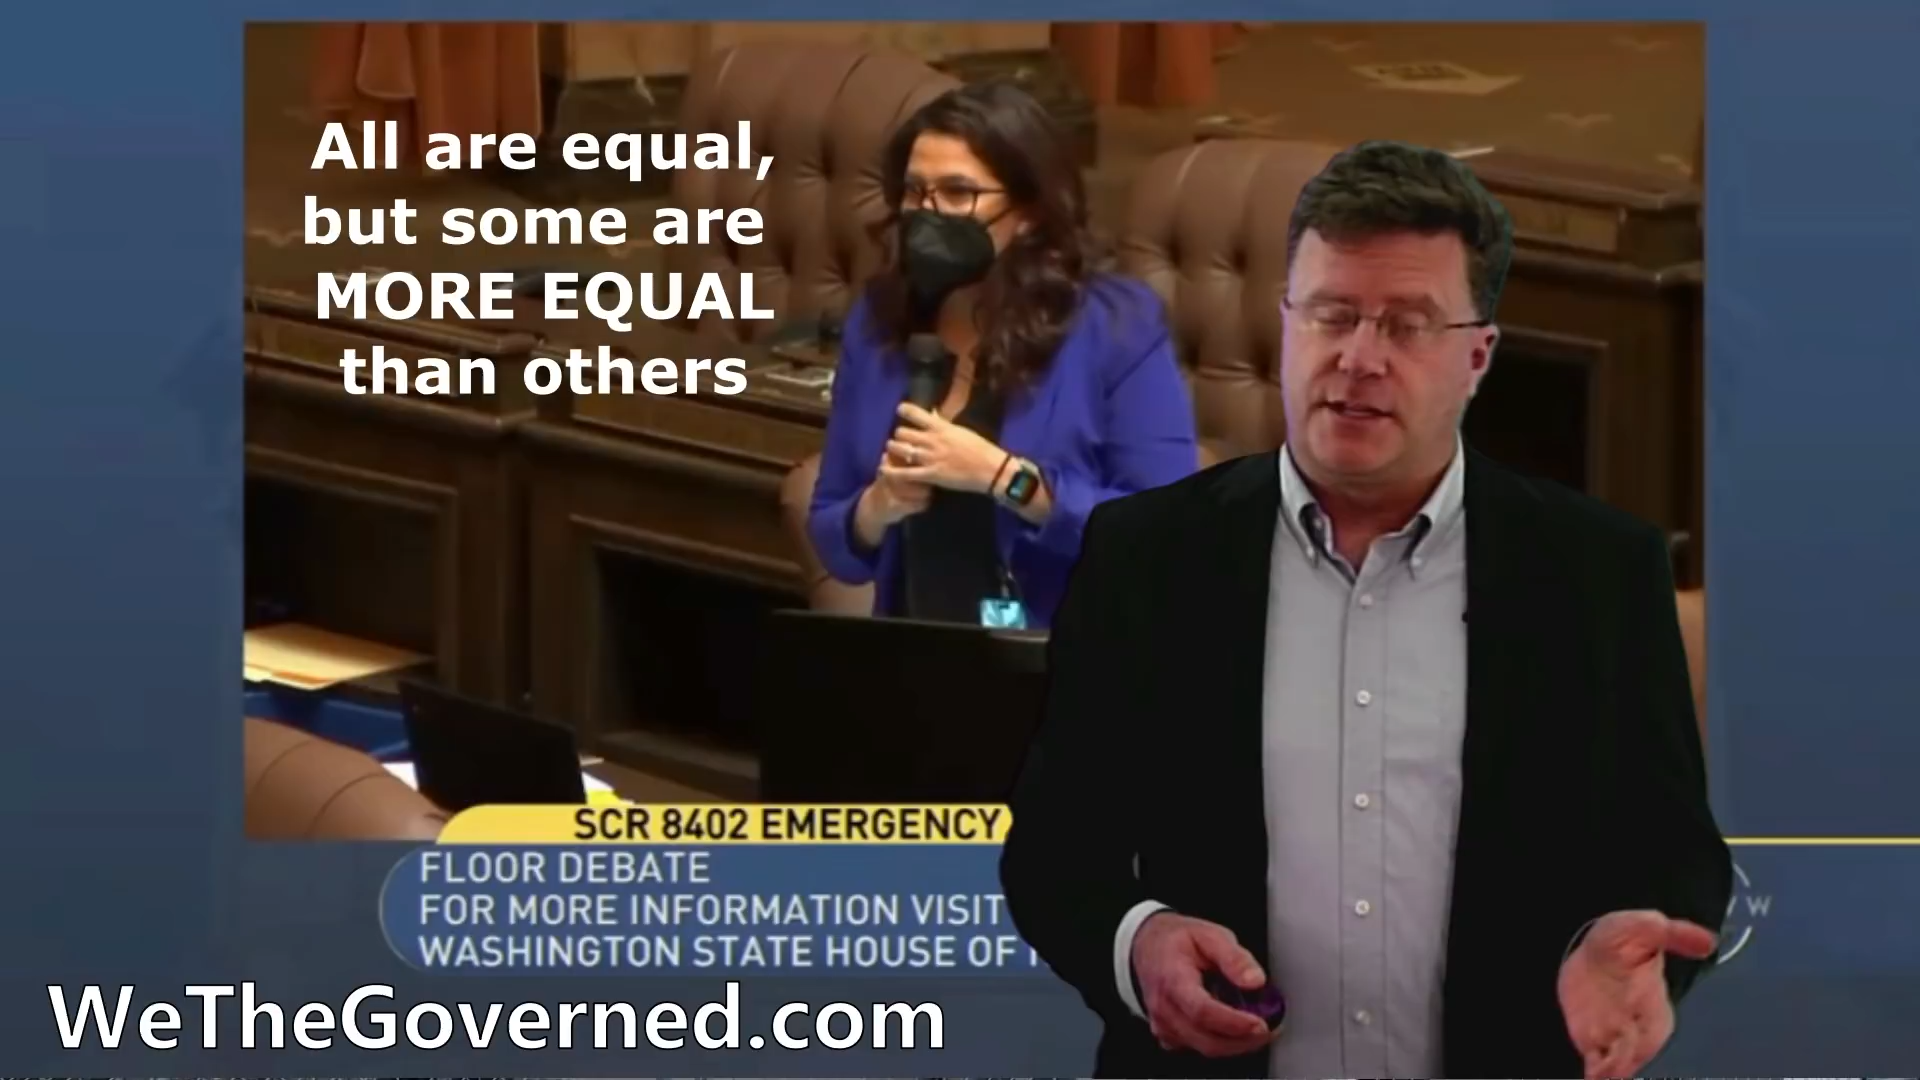 All are equal,
but some are
MORE EQUAL
than others
SCR 8402 EMERGENCY
FLOOR DEBATE
FOR MORE INFORMATION VISIT
WASHINGTON STATE HOUSE OF
WeTheGoverned.com